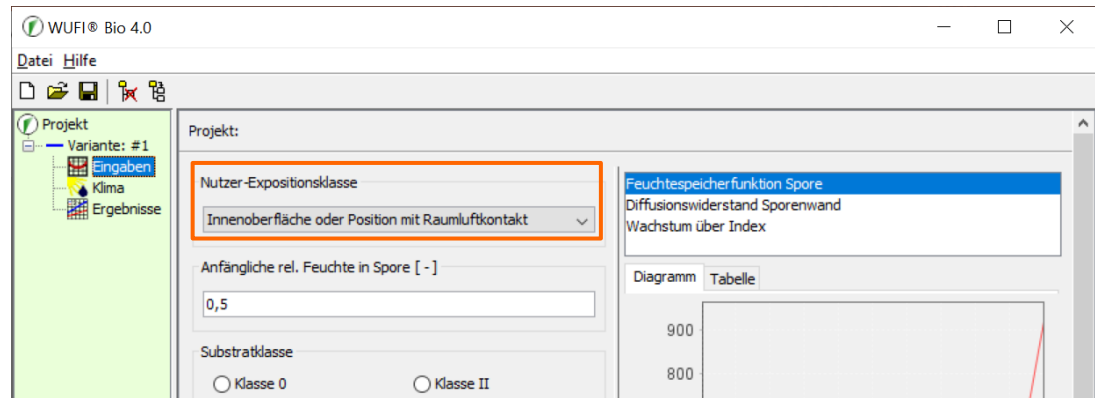 WUFI® Bio 4.0
Datei Hilfe
Projekt
Variante: #1
Eingaben
Klima
Ergebnisse
Projekt:
Nutzer-Expositionsklasse
Innenoberfläche oder Position mit Raumluftkontakt
Anfängliche rel. Feuchte in Spore [ - ]
0,5
Substratklasse
Klasse 0 Klasse II
Feuchtespeicherfunktion Spore
Diffusionswiderstand Sporenwand
Wachstum über Index
Diagramm Tabelle
900
800